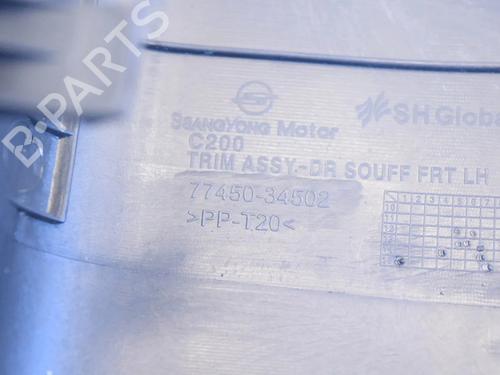 B-PARTS
SSANGYONG Motor
SH Global
C200
TRIM ASSY.-DR SOUFF FRT LH
77450-34502
>PP-T20<